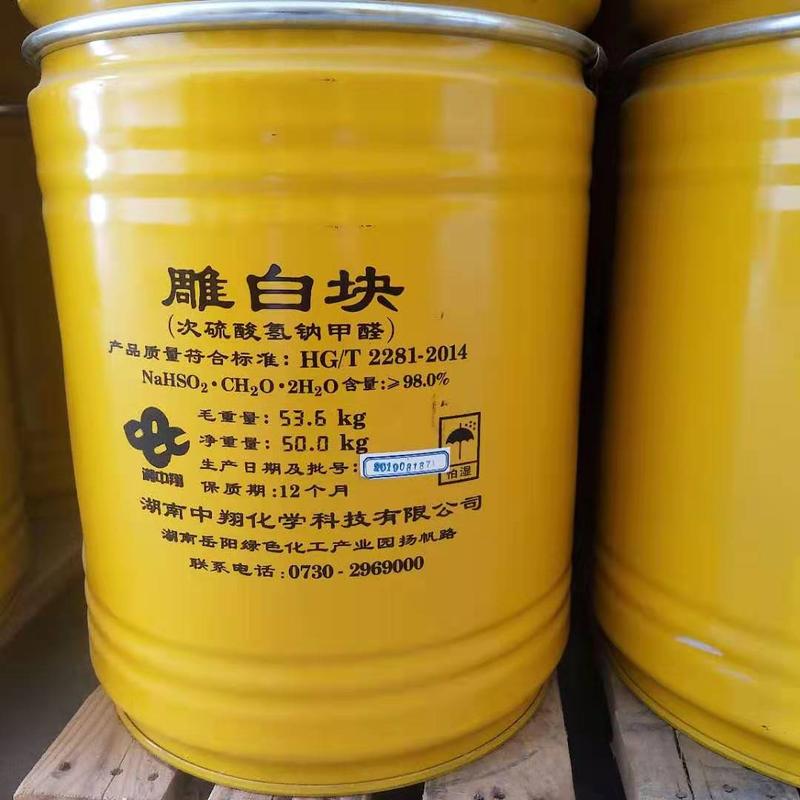 雕白块
(次硫酸氢钠甲醛)
产品质量符合标准：HG/T 2281-2014
NaHSO₂·CH₂O·2H₂O 含量:≥98.0%
毛重量：53.6 kg
净重量：50.0 kg
生产日期及批号：
保质期:12个月
湘中翔
怕湿
湖南中翔化学科技有限公司
湖南岳阳绿色化工产业园扬帆路
联系电话:0730-2969000